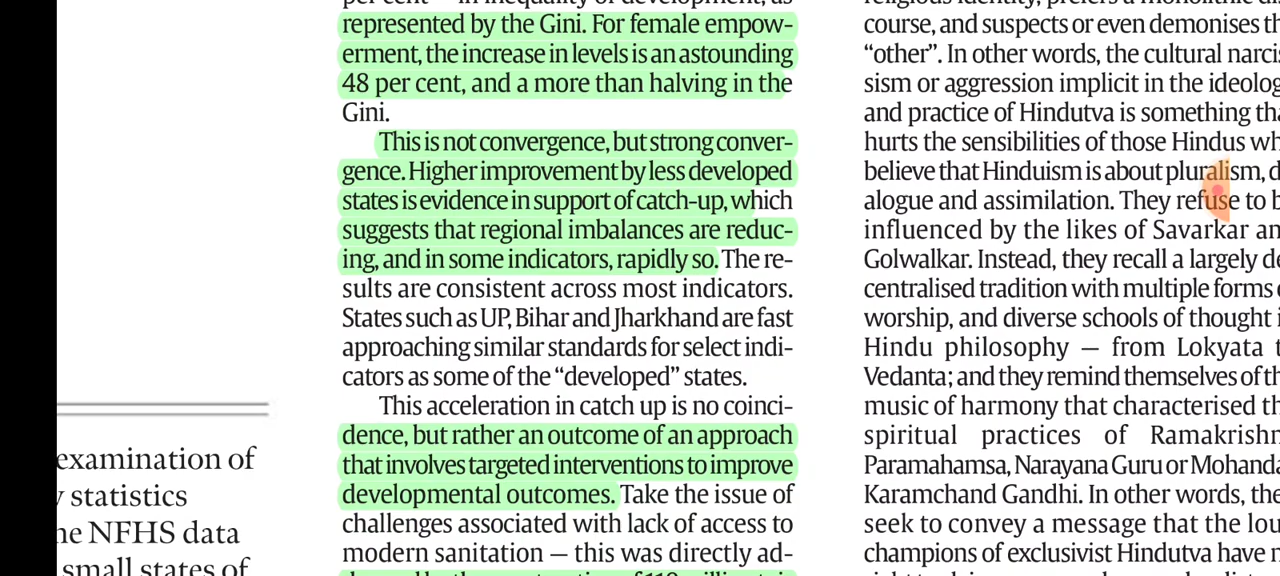 examination of
statistics
NFHS data
small states of
represented by the Gini. For female empow-
erment, the increase in levels is an astounding
48 per cent, and a more than halving in the
Gini.
This is not convergence, but strong conver-
gence. Higher improvement by less developed
states is evidence in support of catch-up, which
suggests that regional imbalances are reduc-
ing, and in some indicators, rapidly so. The re-
sults are consistent across most indicators.
States such as UP, Bihar and Jharkhand are fast
approaching similar standards for select indi-
cators as some of the “developed” states.
This acceleration in catch up is no coinci-
dence, but rather an outcome of an approach
that involves targeted interventions to improve
developmental outcomes. Take the issue of
challenges associated with lack of access to
modern sanitation — this was directly ad-
course, and suspects or even demonises th
“other”. In other words, the cultural narcis
sism or aggression implicit in the ideolog
and practice of Hindutva is something tha
hurts the sensibilities of those Hindus wh
believe that Hinduism is about pluralism, d
alogue and assimilation. They refuse to b
influenced by the likes of Savarkar an
Golwalkar. Instead, they recall a largely de
centralised tradition with multiple forms
worship, and diverse schools of thought i
Hindu philosophy — from Lokyata t
Vedanta; and they remind themselves of th
music of harmony that characterised th
spiritual practices of Ramakrishn
Paramahamsa, Narayana Guru or Mohanda
Karamchand Gandhi. In other words, the
seek to convey a message that the lou
champions of exclusivist Hindutva have n